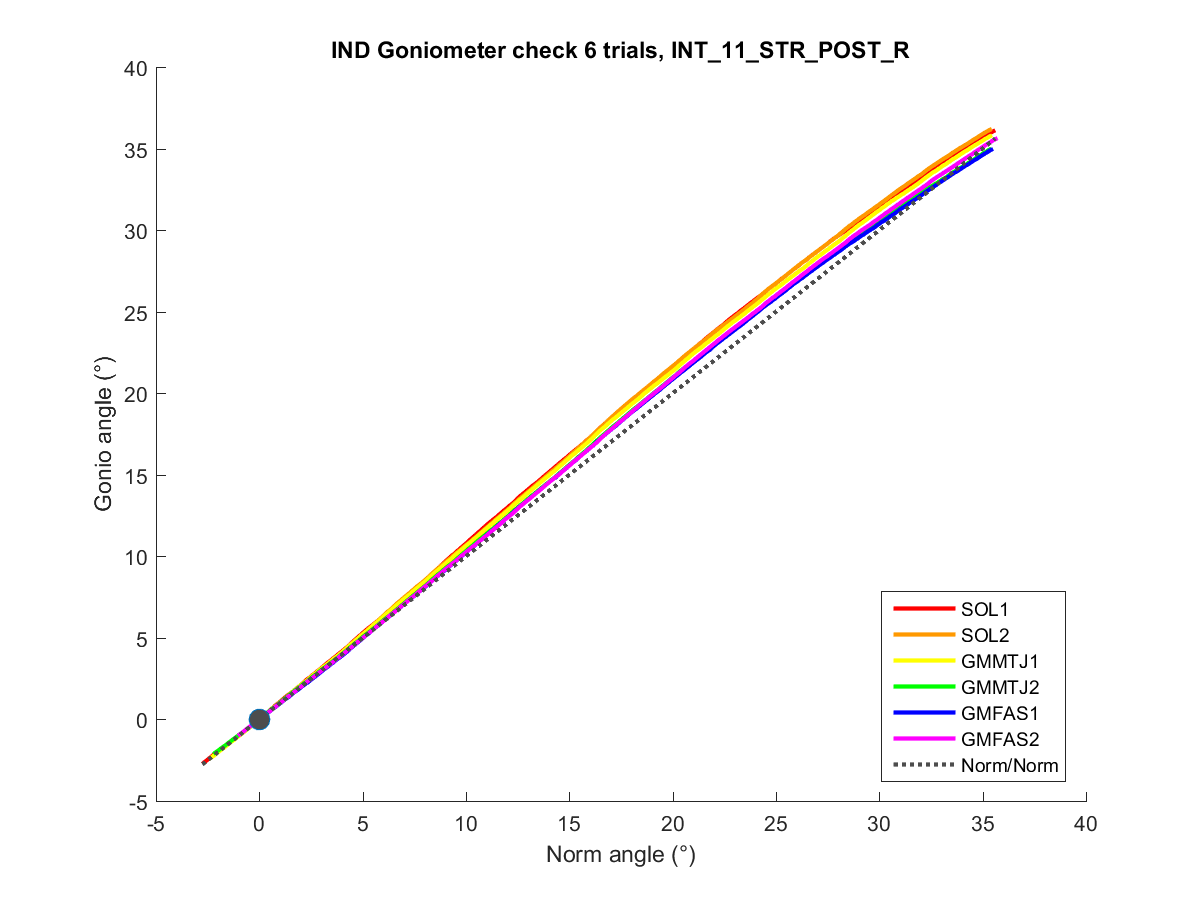 IND Goniometer check 6 trials, INT_11_STR_POST_R
40
35
30
25
20
15
10
5
0
-5
Gonio angle (°)
-5
0
5
10
15
20
25
30
35
40
Norm angle (°)
SOL1
SOL2
GMMTJ1
GMMTJ2
GMFAS1
GMFAS2
Norm/Norm